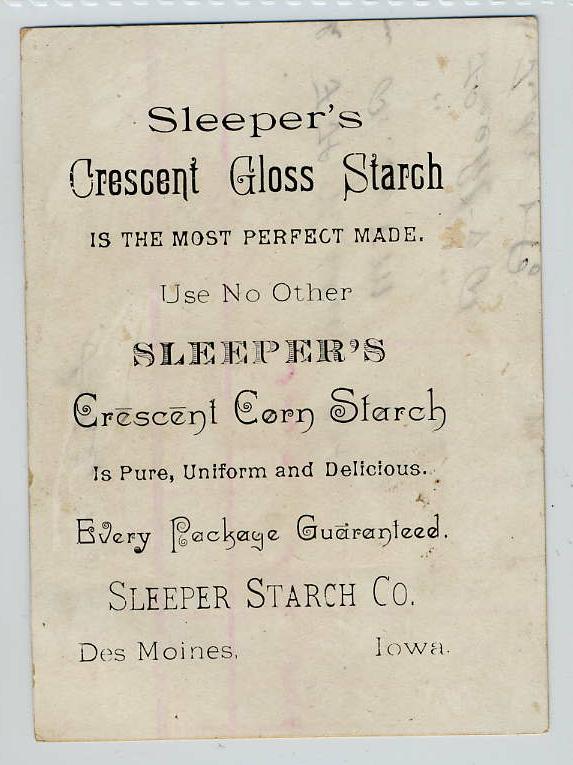 Sleeper's
Crescent Gloss Starch
IS THE MOST PERFECT MADE.
Use No Other
SLEEPER'S
Crescent Corn Starch
Is Pure, Uniform and Delicious.
Every Package Guaranteed.
SLEEPER STARCH CO.
Des Moines, Iowa.